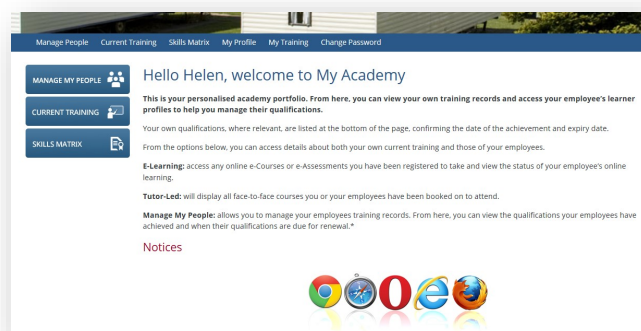 Manage People Current Training Skills Matrix My Profile My Training Change Password
MANAGE MY PEOPLE
CURRENT TRAINING
SKILLS MATRIX
Hello Helen, welcome to My Academy
This is your personalised academy portfolio. From here, you can view your own training records and access your employee's learner
profiles to help you manage their qualifications.
Your own qualifications, where relevant, are listed at the bottom of the page, confirming the date of the achievement and expiry date.
From the options below, you can access details about both your own current training and those of your employees.
E-Learning: access any online e-Courses or e-Assessments you have been registered to take and view the status of your employee's online
learning.
Tutor-Led: will display all face-to-face courses you or your employees have been booked on to attend.
Manage My People: allows you to manage your employees training records. From here, you can view the qualifications your employees have
achieved and when their qualifications are due for renewal.*
Notices